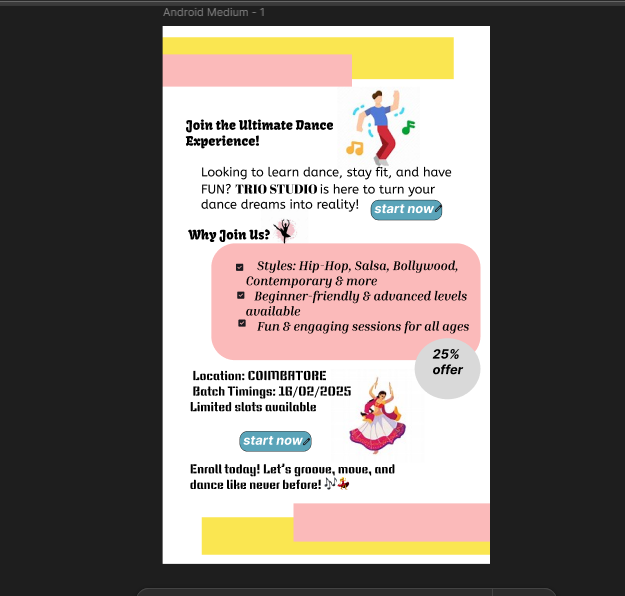 Android Medium - 1
Join the Ultimate Dance
Experience!
Looking to learn dance, stay fit, and have
FUN? TRIO STUDIO is here to turn your
dance dreams into reality!
start now
Why Join Us?
Styles: Hip-Hop, Salsa, Bollywood,
Contemporary & more
Beginner-friendly & advanced levels
available
Fun & engaging sessions for all ages
25%
offer
Location: COIMBATORE
Batch Timings: 16/02/2025
Limited slots available
start now
Enroll today! Let's groove, move, and
dance like never before! 🎶💃